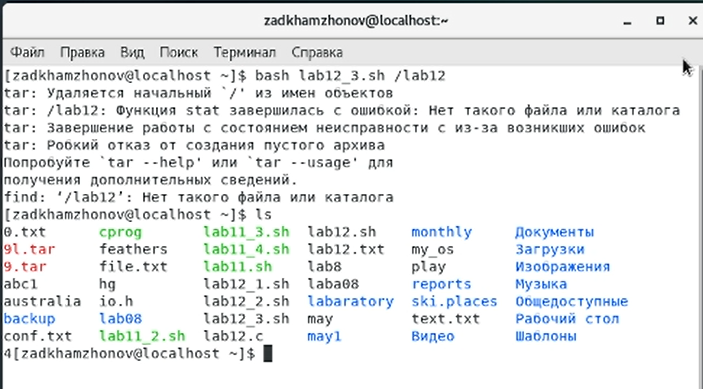 zadkhamzhonov@localhost:~
Файл Правка Вид Поиск Терминал Справка
[zadkhamzhonov@localhost ~]$ bash lab12_3.sh /lab12
tar: Удаляется начальный `/' из имен объектов
tar: /lab12: Функция stat завершилась с ошибкой: Нет такого файла или каталога
tar: Завершение работы с состоянием неисправности с из-за возникших ошибок
tar: Робкий отказ от создания пустого архива
Попробуйте `tar --help' или `tar --usage' для
получения дополнительных сведений.
find: ‘/lab12’: Нет такого файла или каталога
[zadkhamzhonov@localhost ~]$ ls
0.txt cprog lab11_3.sh lab12.sh monthly Документы
9l.tar feathers lab11_4.sh lab12.txt my_os Загрузки
9.tar file.txt lab11.sh lab8 play Изображения
abc1 hg lab12_1.sh laba08 reports Музыка
australia io.h lab12_2.sh labaratory ski.places Общедоступные
backup lab08 lab12_3.sh may text.txt Рабочий стол
conf.txt lab11_2.sh lab12.c may1 Видео Шаблоны
4[zadkhamzhonov@localhost ~]$